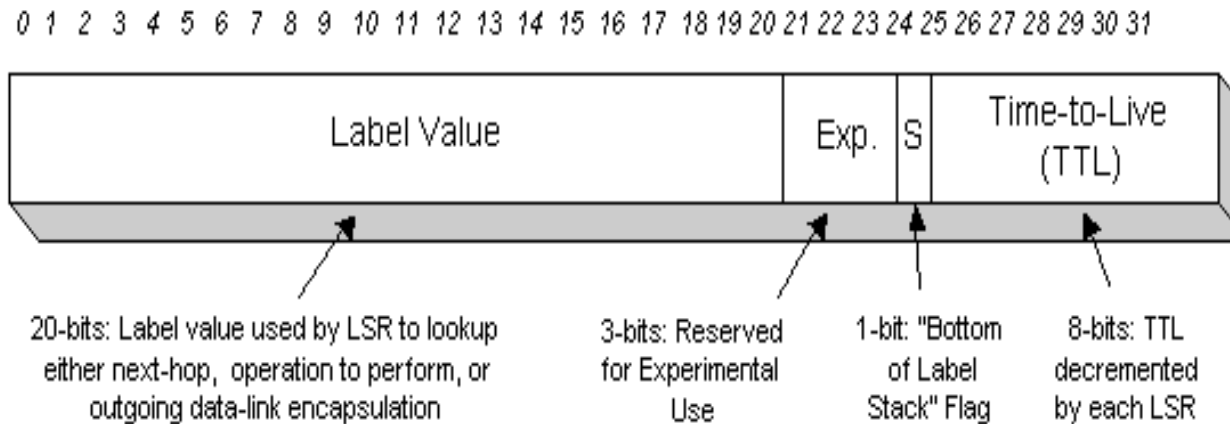 0 1 2 3 4 5 6 7 8 9 10 11 12 13 14 15 16 17 18 19 20 21 22 23 24 25 26 27 28 29 30 31
Label Value
Exp.
S
Time-to-Live
(TTL)
20-bits: Label value used by LSR to lookup
either next-hop, operation to perform, or
outgoing data-link encapsulation
3-bits: Reserved
for Experimental
Use
1-bit: "Bottom
of Label
Stack" Flag
8-bits: TTL
decremented
by each LSR